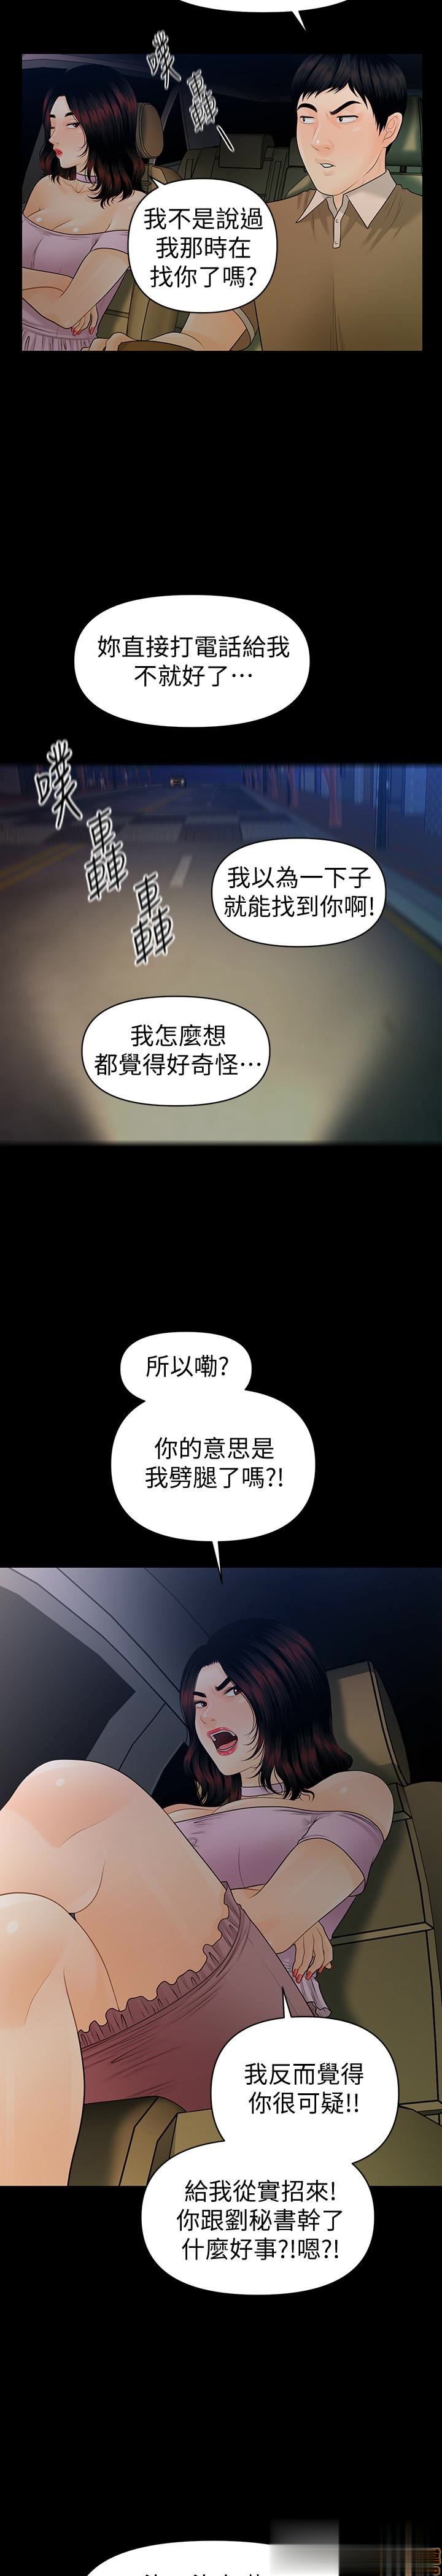 噗
轟
我不是說過
我那時在
找你了嗎?
妳直接打電話給我
不就好了…
噗
轟
轟
我以為一下子
就能找到你啊!
我怎麼想
都覺得好奇怪…
所以嘞?
你的意思是
我劈腿了嗎?!
我反而覺得
你很可疑!!
給我從實招來!
你跟劉秘書幹了
什麼好事?!嗯?!